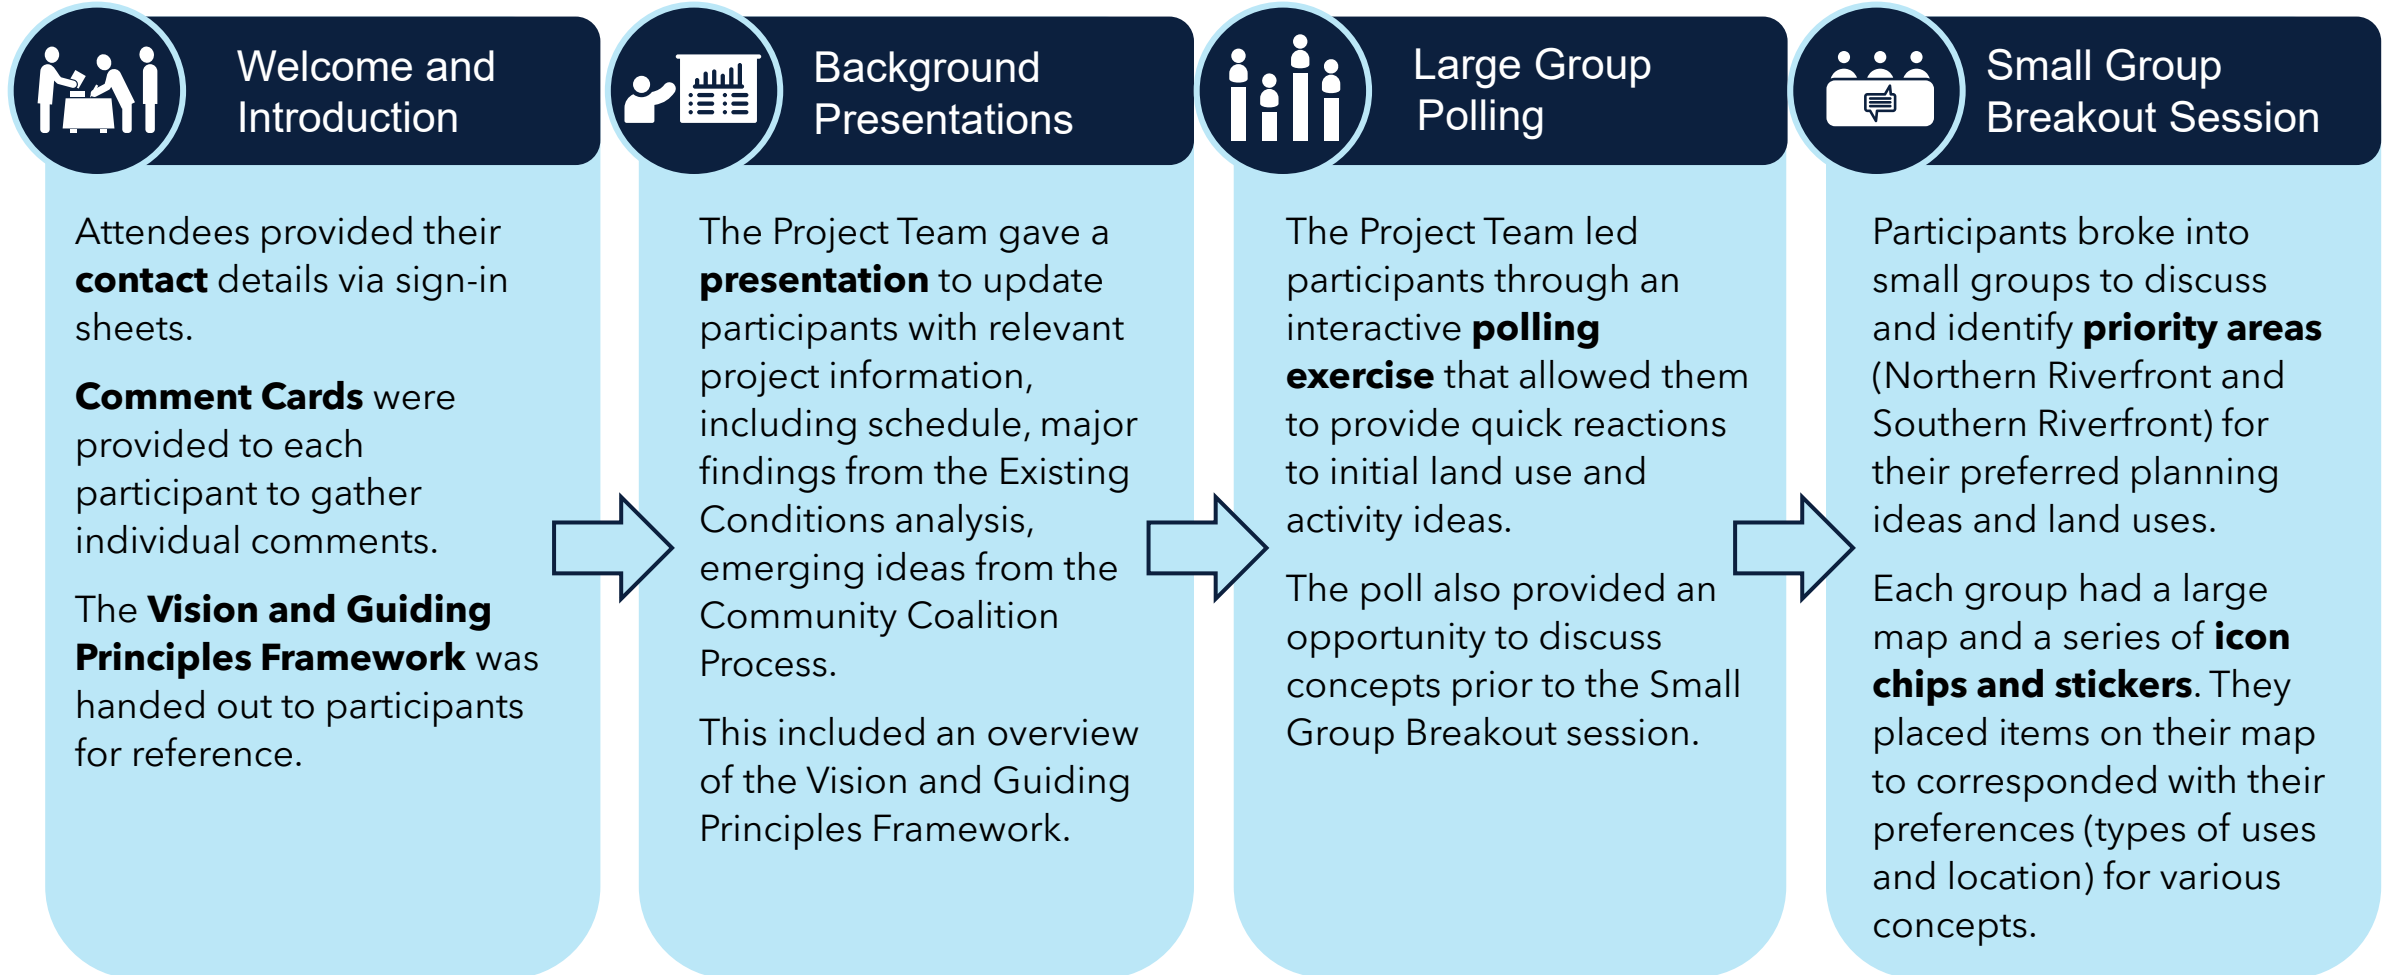 Welcome and
Introduction
Attendees provided their
contact details via sign-in
sheets.
Comment Cards were
provided to each
participant to gather
individual comments.
The Vision and Guiding
Principles Framework was
handed out to participants
for reference.
Background
Presentations
The Project Team gave a
presentation to update
participants with relevant
project information,
including schedule, major
findings from the Existing
Conditions analysis,
emerging ideas from the
Community Coalition
Process.
This included an overview
of the Vision and Guiding
Principles Framework.
Large Group
Polling
The Project Team led
participants through an
interactive polling
exercise that allowed them
to provide quick reactions
to initial land use and
activity ideas.
The poll also provided an
opportunity to discuss
concepts prior to the Small
Group Breakout session.
Small Group
Breakout Session
Participants broke into
small groups to discuss
and identify priority areas
(Northern Riverfront and
Southern Riverfront) for
their preferred planning
ideas and land uses.
Each group had a large
map and a series of icon
chips and stickers. They
placed items on their map
to corresponded with their
preferences (types of uses
and location) for various
concepts.